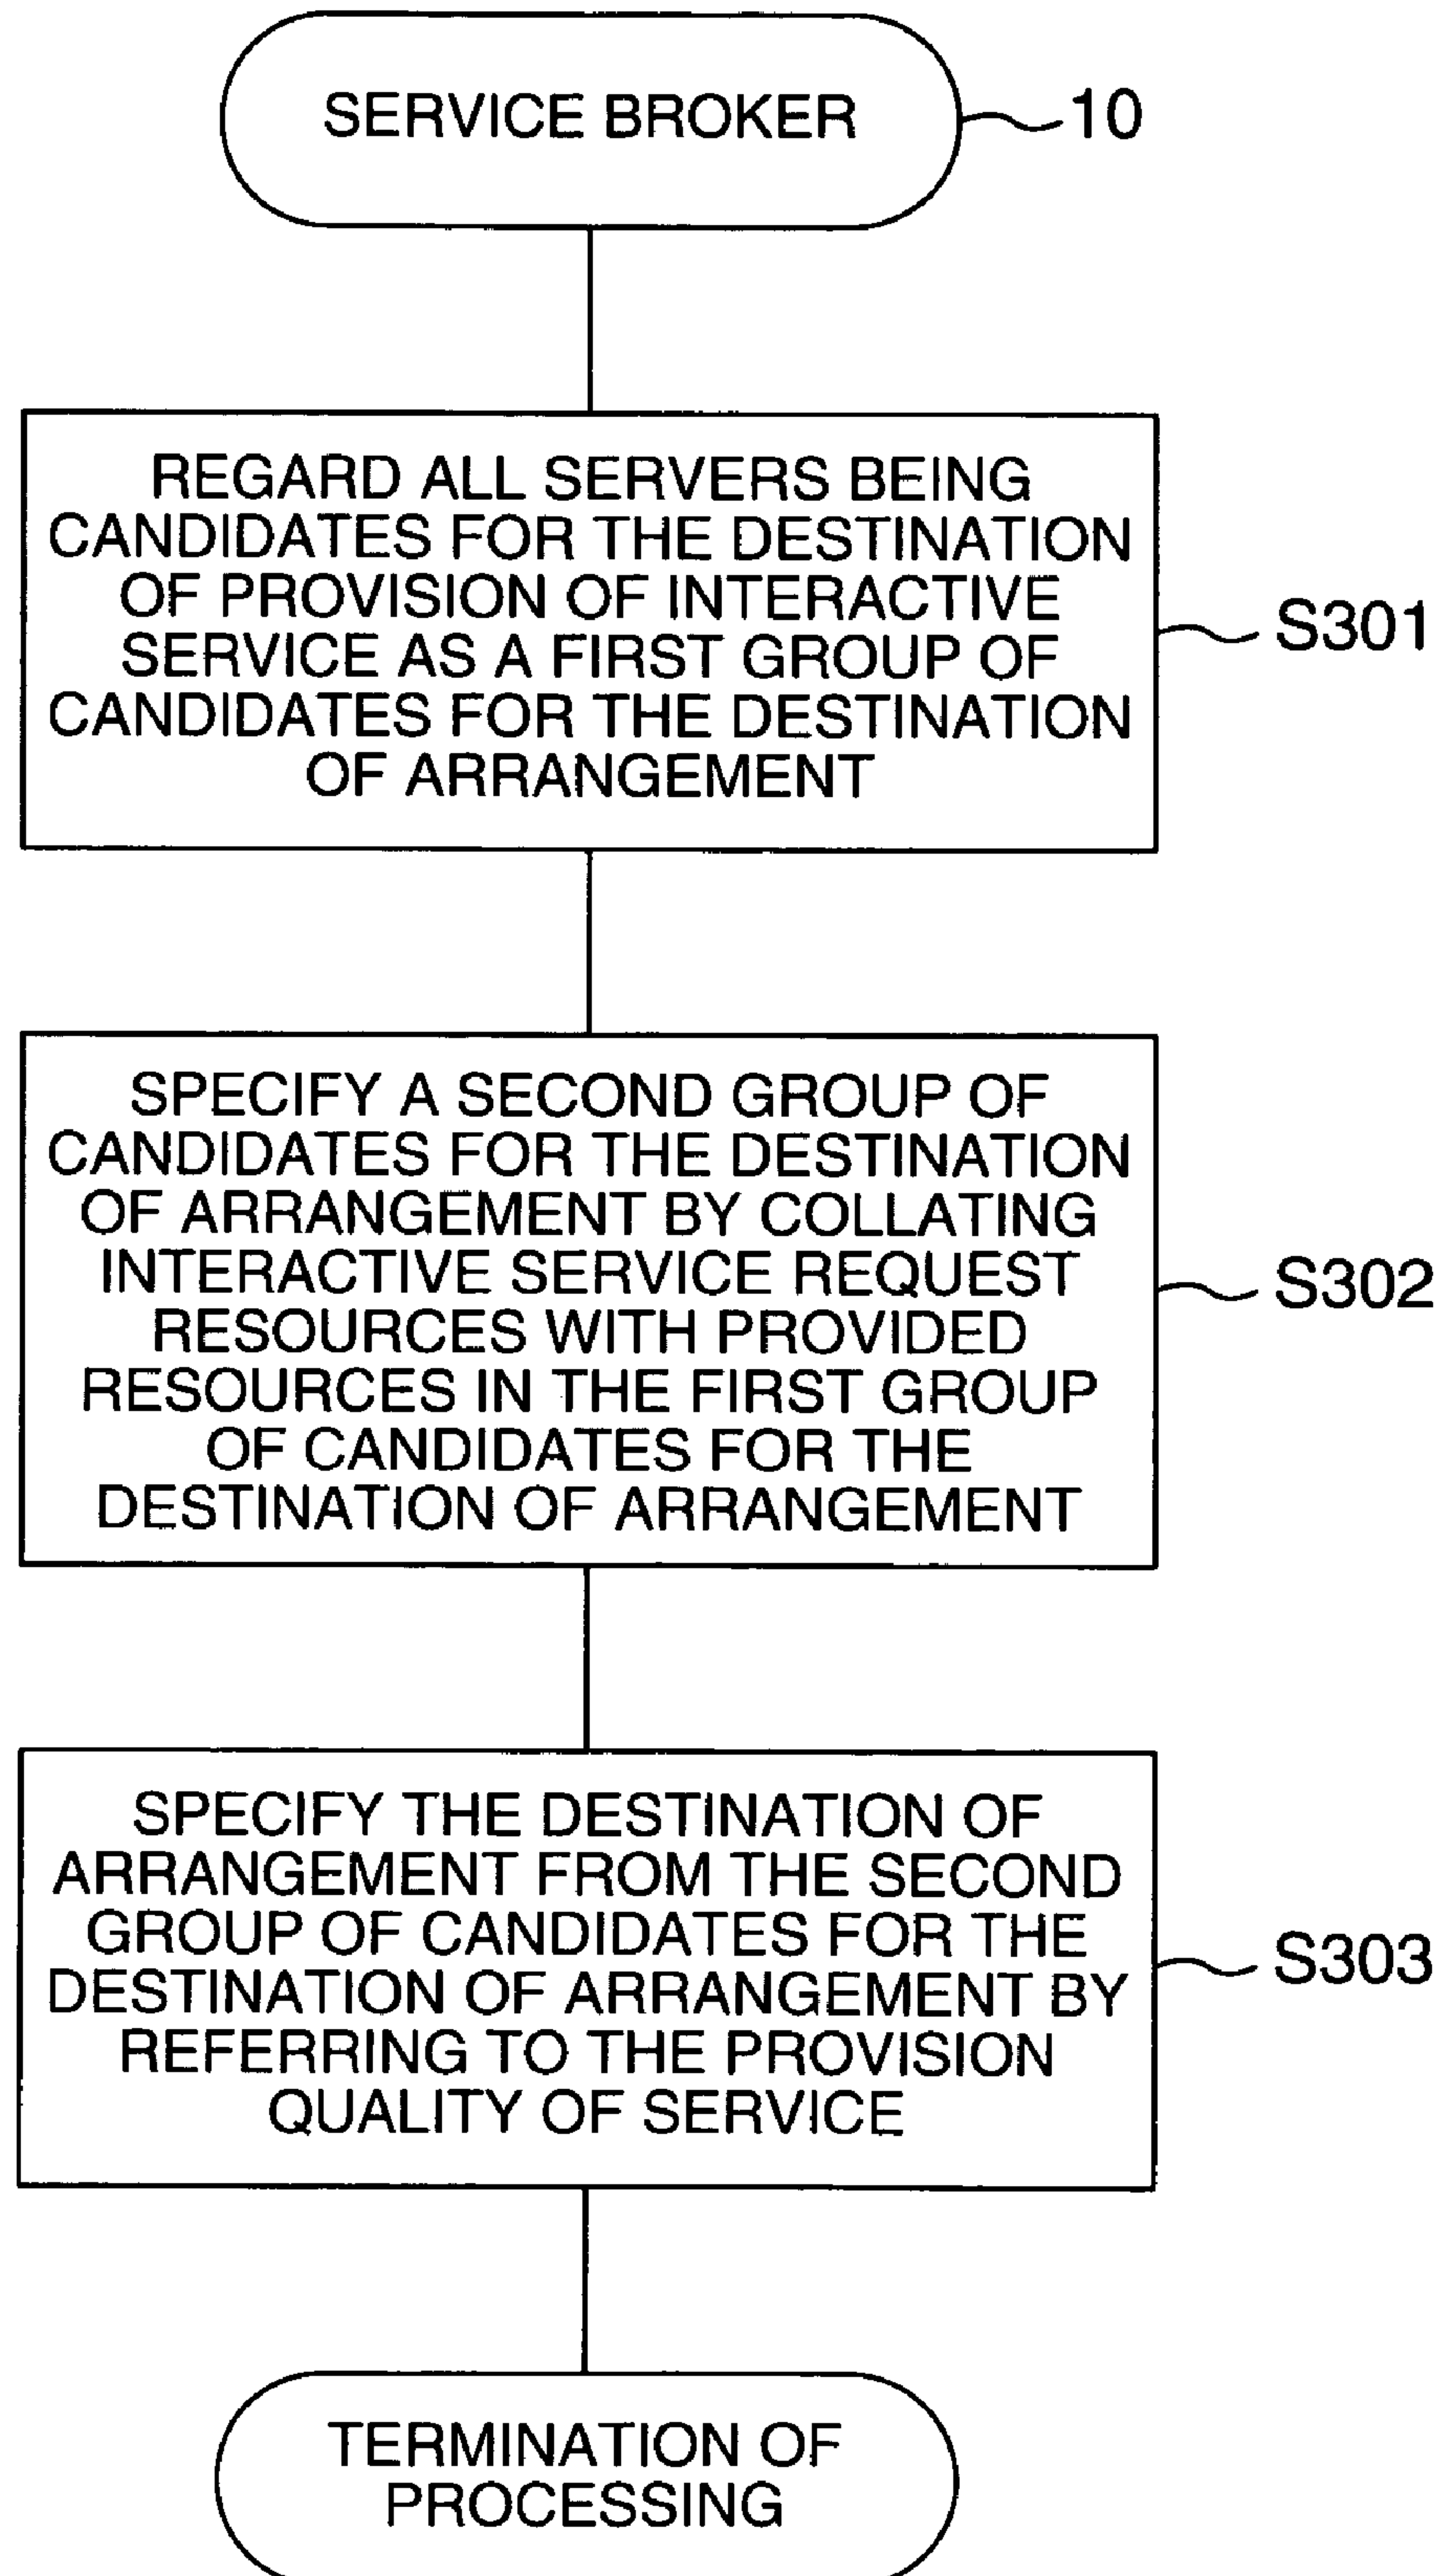 SERVICE BROKER
10
REGARD ALL SERVERS BEING
CANDIDATES FOR THE DESTINATION
OF PROVISION OF INTERACTIVE
SERVICE AS A FIRST GROUP OF
CANDIDATES FOR THE DESTINATION
OF ARRANGEMENT
S301
SPECIFY A SECOND GROUP OF
CANDIDATES FOR THE DESTINATION
OF ARRANGEMENT BY COLLATING
INTERACTIVE SERVICE REQUEST
RESOURCES WITH PROVIDED
RESOURCES IN THE FIRST GROUP
OF CANDIDATES FOR THE
DESTINATION OF ARRANGEMENT
S302
SPECIFY THE DESTINATION OF
ARRANGEMENT FROM THE SECOND
GROUP OF CANDIDATES FOR THE
DESTINATION OF ARRANGEMENT BY
REFERRING TO THE PROVISION
QUALITY OF SERVICE
S303
TERMINATION OF
PROCESSING